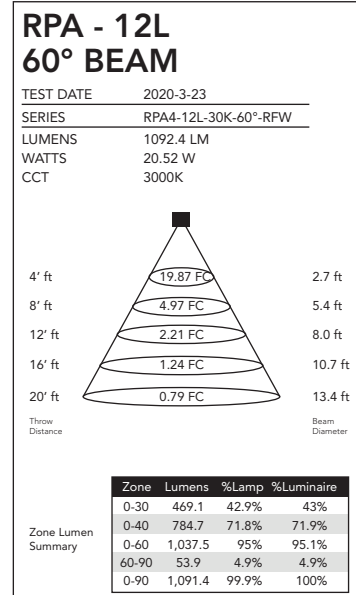 RPA - 12L
60° BEAM
TEST DATE 2020-3-23
SERIES RPA4-12L-30K-60°-RFW
LUMENS 1092.4 LM
WATTS 20.52 W
CCT 3000K
4' ft 19.87 FC 2.7 ft
8' ft 4.97 FC 5.4 ft
12' ft 2.21 FC 8.0 ft
16' ft 1.24 FC 10.7 ft
20' ft 0.79 FC 13.4 ft
Throw Distance
Beam Diameter
Zone Lumen Summary
Zone Lumens %Lamp %Luminaire
0-30 469.1 42.9% 43%
0-40 784.7 71.8% 71.9%
0-60 1,037.5 95% 95.1%
60-90 53.9 4.9% 4.9%
0-90 1,091.4 99.9% 100%